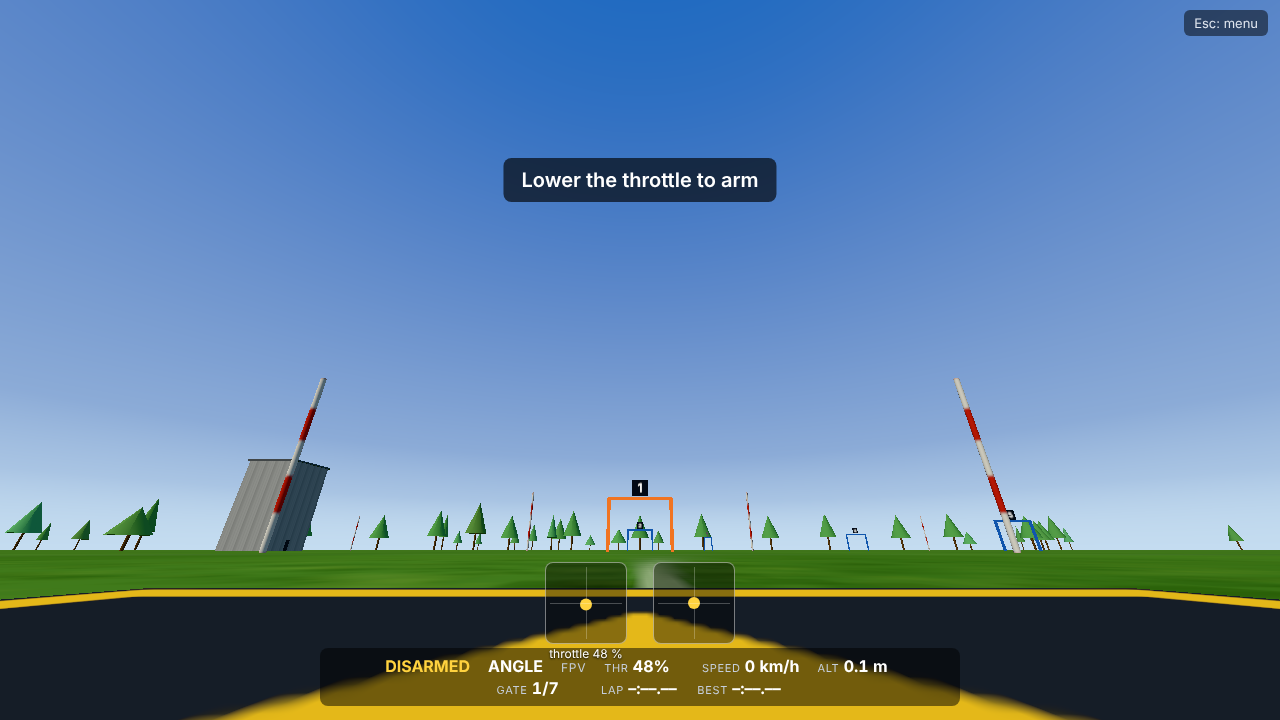 Esc: menu
Lower the throttle to arm
1
throttle 48 %
DISARMED ANGLE FPV THR 48% SPEED 0 km/h ALT 0.1 m
GATE 1/7 LAP –:––.–– BEST –:––.––